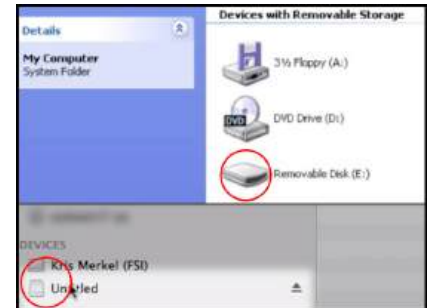 Details
My Computer
System Folder
Devices with Removable Storage
3½ Floppy (A:)
DVD
DVD Drive (D:)
Removable Disk (E:)
DEVICES
Kris Merkel (FSI)
Untitled